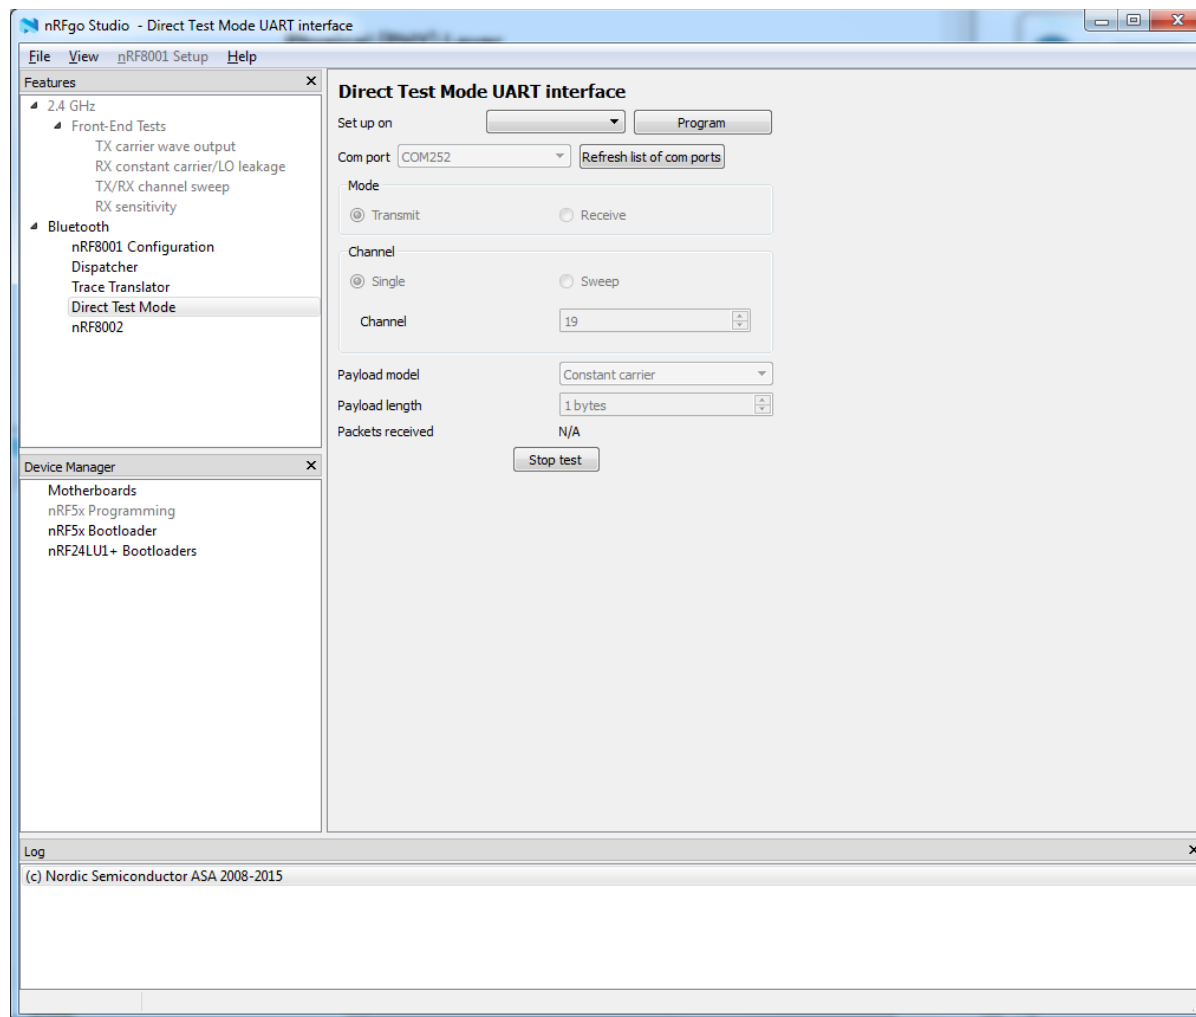 nRFgo Studio - Direct Test Mode UART interface
File View nRF8001 Setup Help
Features
2.4 GHz
Front-End Tests
TX carrier wave output
RX constant carrier/LO leakage
TX/RX channel sweep
RX sensitivity
Bluetooth
nRF8001 Configuration
Dispatcher
Trace Translator
Direct Test Mode
nRF8002
Device Manager
Motherboards
nRF5x Programming
nRF5x Bootloader
nRF24LU1+ Bootloaders
Direct Test Mode UART interface
Set up on Program
Com port COM252 Refresh list of com ports
Mode
Transmit Receive
Channel
Single Sweep
Channel 19
Payload model Constant carrier
Payload length 1 bytes
Packets received N/A
Stop test
Log
(c) Nordic Semiconductor ASA 2008-2015